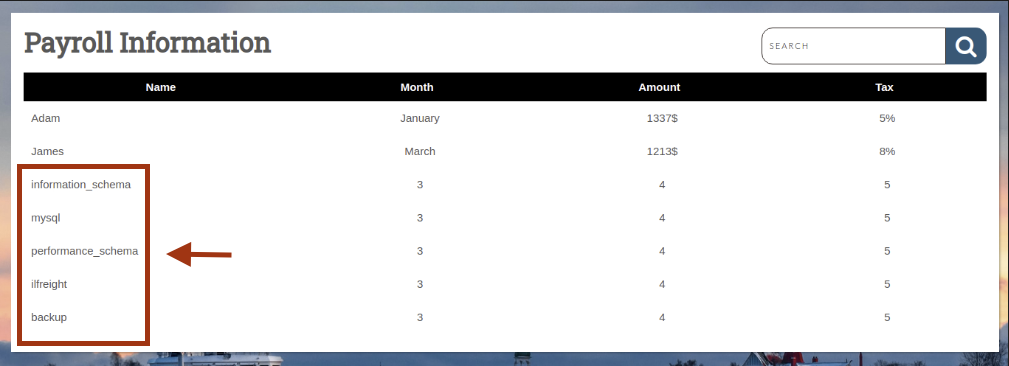 Payroll Information
SEARCH
Name Month Amount Tax
Adam January 1337$ 5%
James March 1213$ 8%
information_schema 3 4 5
mysql 3 4 5
performance_schema 3 4 5
ilfreight 3 4 5
backup 3 4 5